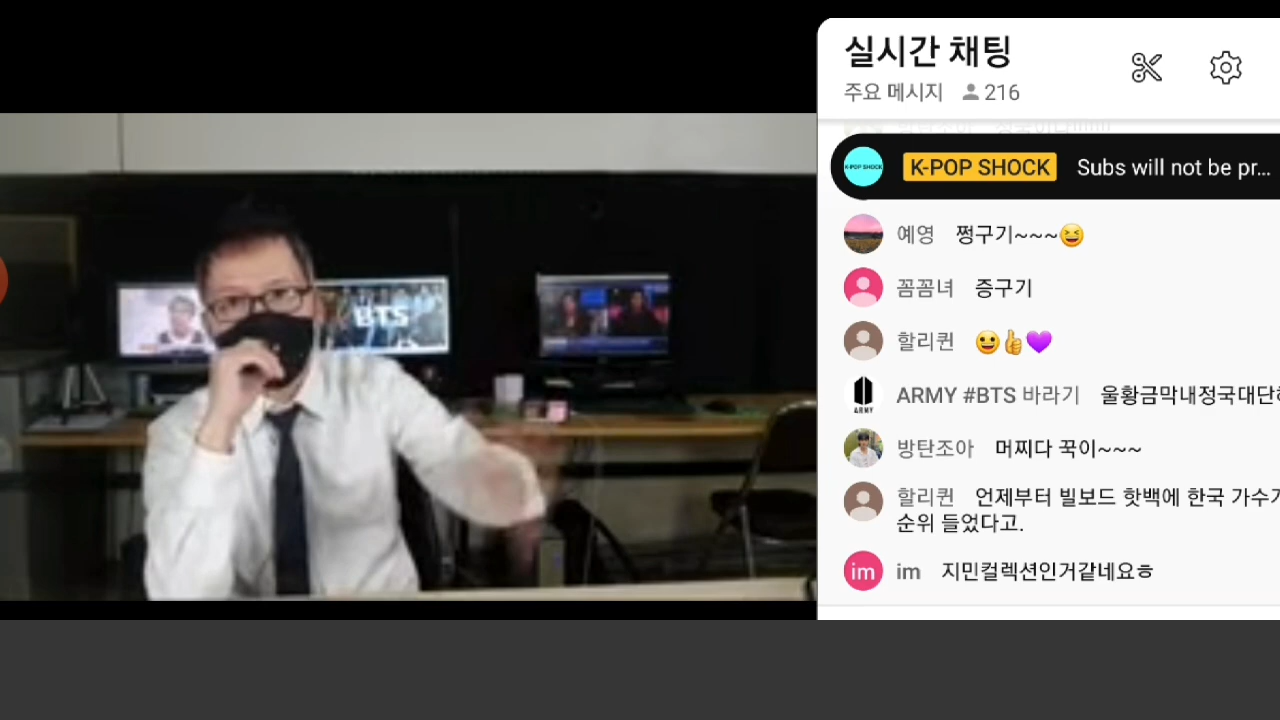 실시간 채팅
주요 메시지 216
K-POP SHOCK K-POP SHOCK Subs will not be pr...
예영 쩡구기~~~😆
꼼꼼녀 증구기
할리퀸 😀👍💜
ARMY ARMY #BTS 바라기 울황금막내정국대단
방탄조아 머찌다 꾹이~~~
할리퀸 언제부터 빌보드 핫백에 한국 가수가
순위 들었다고.
im im 지민컬렉션인거같네요ㅎ
BTS